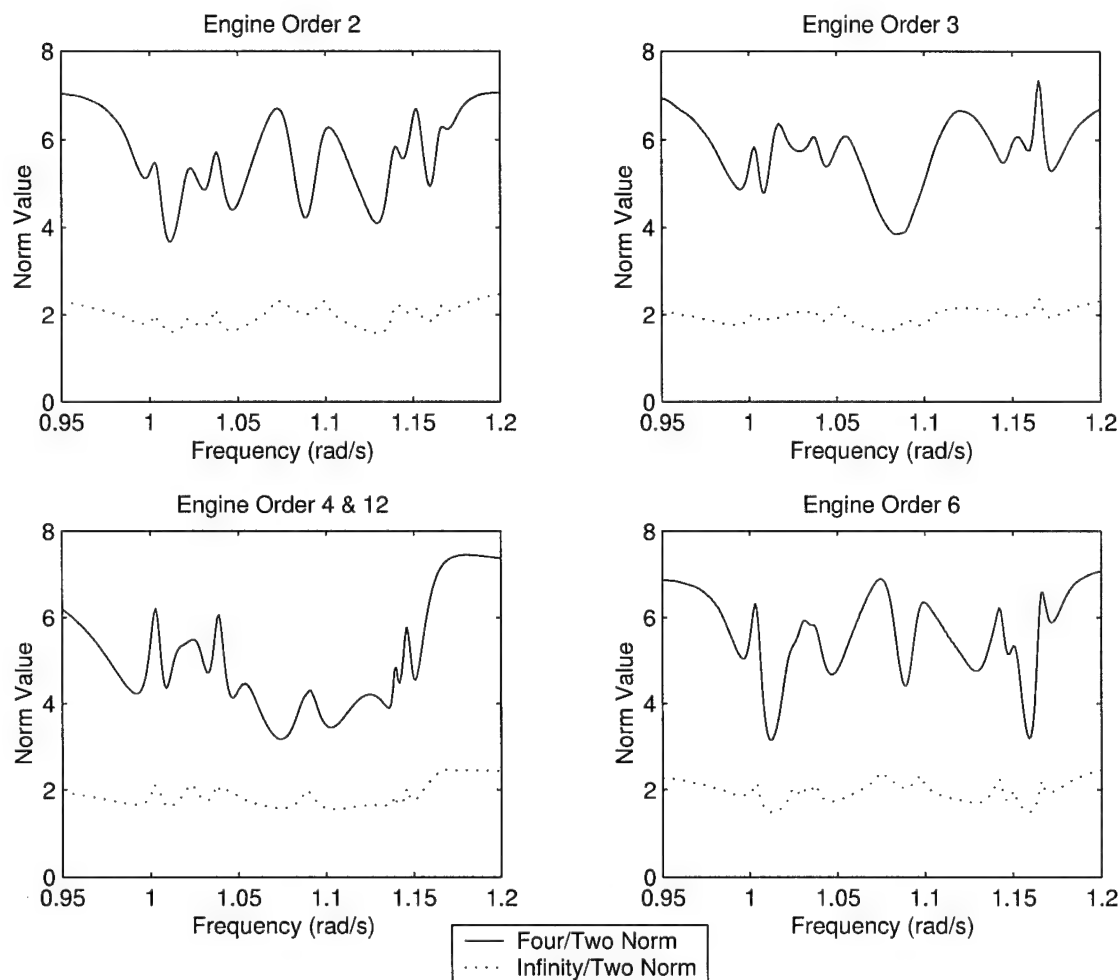 Engine Order 2
8
6
4
2
0
Norm Value
0.95 1 1.05 1.1 1.15 1.2
Frequency (rad/s)
Engine Order 3
8
6
4
2
0
Norm Value
0.95 1 1.05 1.1 1.15 1.2
Frequency (rad/s)
Engine Order 4 & 12
8
6
4
2
0
Norm Value
0.95 1 1.05 1.1 1.15 1.2
Frequency (rad/s)
Engine Order 6
8
6
4
2
0
Norm Value
0.95 1 1.05 1.1 1.15 1.2
Frequency (rad/s)
Four/Two Norm
Infinity/Two Norm